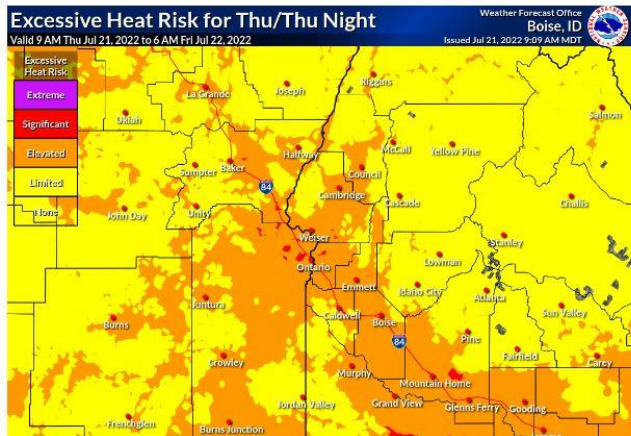 Excessive Heat Risk for Thu/Thu Night
Valid 9 AM Thu Jul 21, 2022 to 6 AM Fri Jul 22, 2022
Weather Forecast Office
Boise, ID
Issued Jul 21, 2022 9:09 AM MDT
Excessive
Heat Risk
Extreme
Significant
Elevated
Limited
None
La Grande
Joseph
Riggins
Ukiah
Salmon
Halfway
McCall
Yellow Pine
Sumpter
Baker
Council
84
Cambridge
Cascade
Challis
John Day
Unity
Weiser
Stanley
Ontario
Lowman
Emmett
Idaho City
Atlanta
Juntura
Sun Valley
Burns
Caldwell
Boise
Pine
84
Fairfield
Carey
Crowley
Murphy
Mountain Home
Jordan Valley
Grand View
Glenns Ferry
Gooding
Frenchglen
Burns Junction